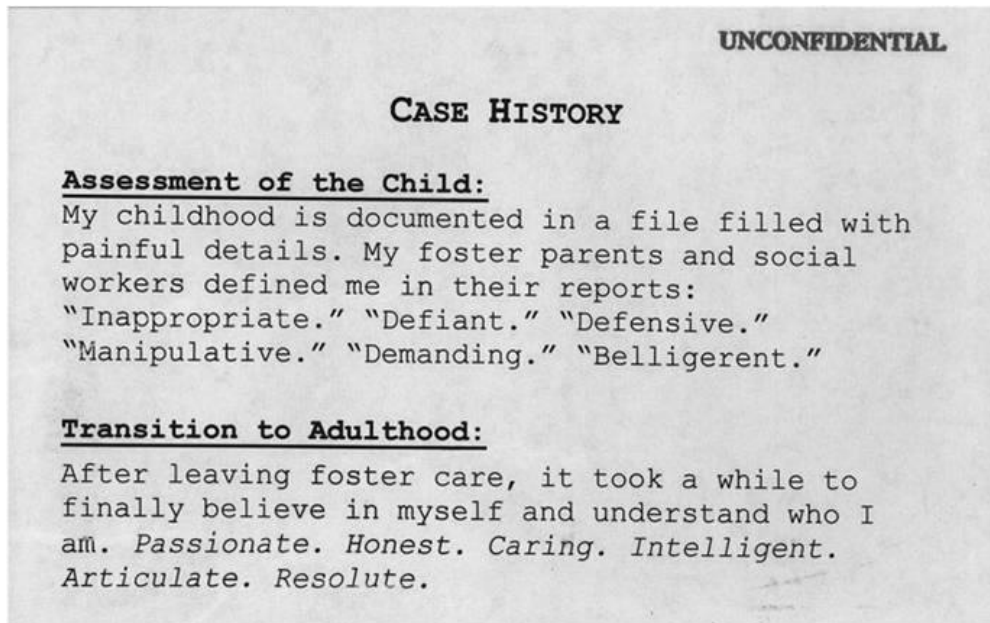 UNCONFIDENTIAL
CASE HISTORY
Assessment of the Child:
My childhood is documented in a file filled with
painful details. My foster parents and social
workers defined me in their reports:
“Inappropriate.” “Defiant.” “Defensive.”
“Manipulative.” “Demanding.” “Belligerent.”
Transition to Adulthood:
After leaving foster care, it took a while to
finally believe in myself and understand who I
am. Passionate. Honest. Caring. Intelligent.
Articulate. Resolute.